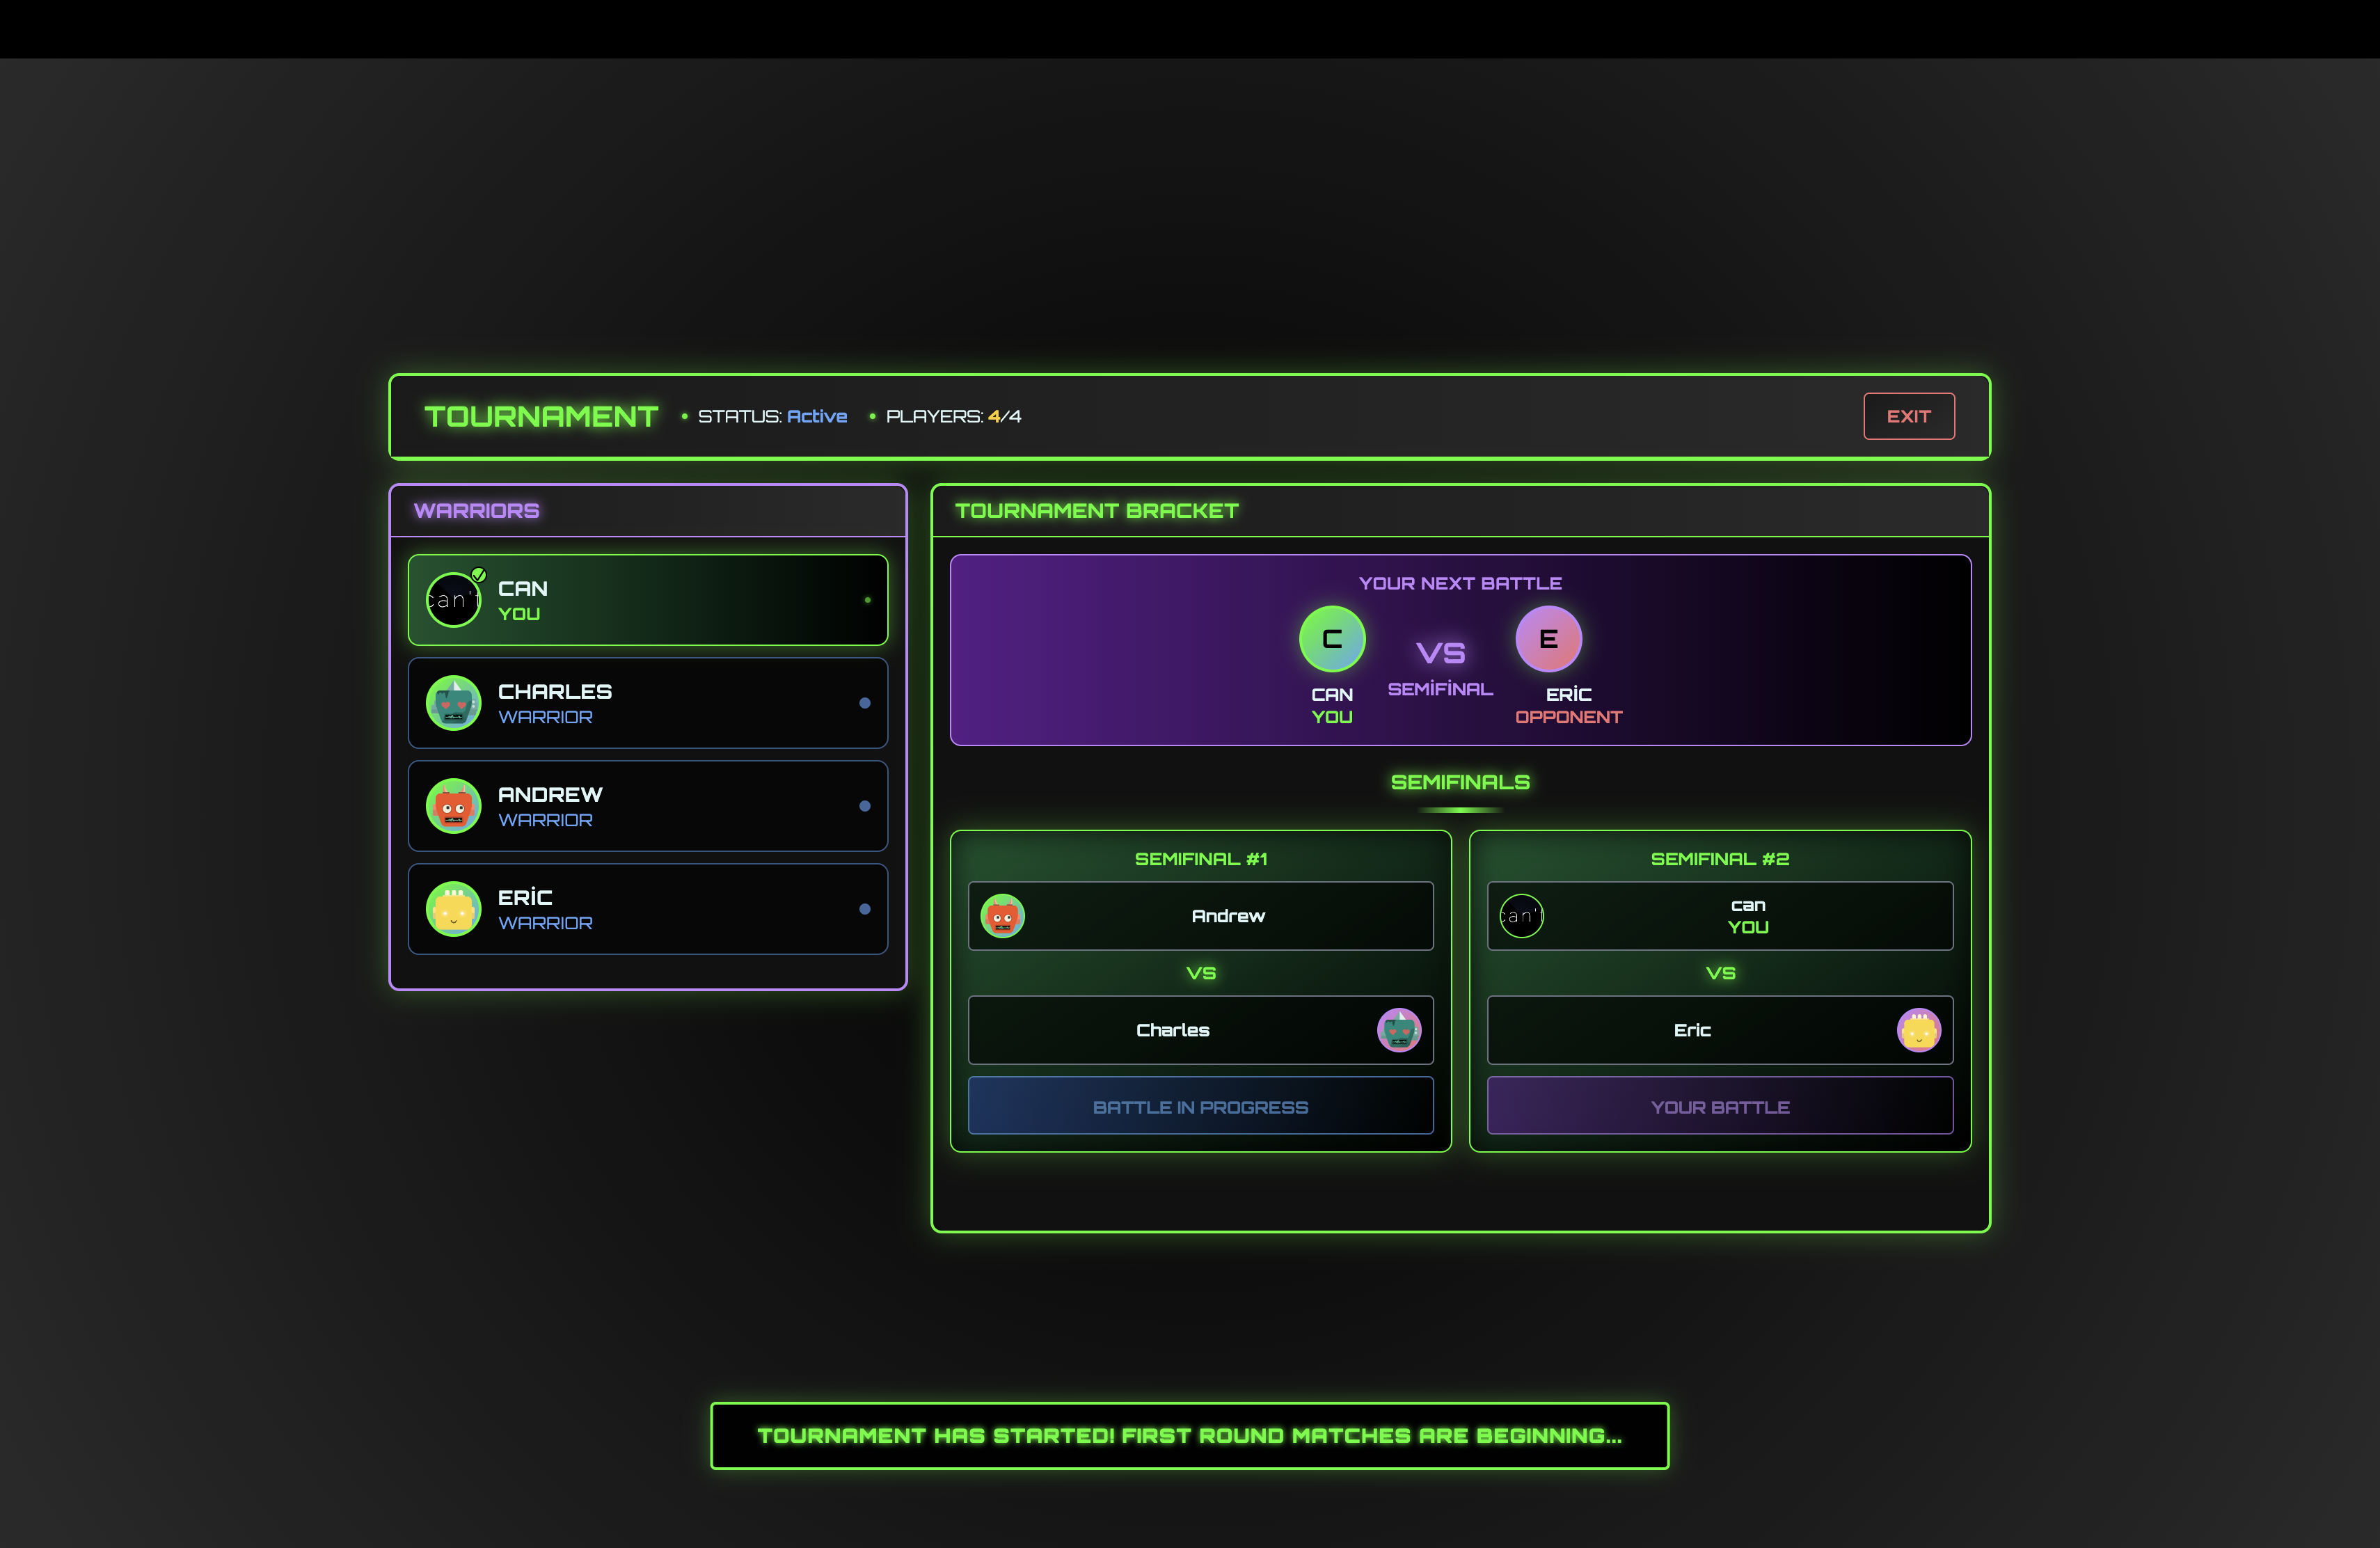 TOURNAMENT
• STATUS: Active
• PLAYERS: 4/4
EXIT
WARRIORS
can't
CAN
YOU
CHARLES
WARRIOR
ANDREW
WARRIOR
ERİC
WARRIOR
TOURNAMENT BRACKET
YOUR NEXT BATTLE
C
CAN
YOU
VS
SEMİFİNAL
E
ERİC
OPPONENT
SEMIFINALS
SEMIFINAL #1
Andrew
VS
Charles
BATTLE IN PROGRESS
SEMIFINAL #2
can't
can
YOU
VS
Eric
YOUR BATTLE
TOURNAMENT HAS STARTED! FIRST ROUND MATCHES ARE BEGINNING...